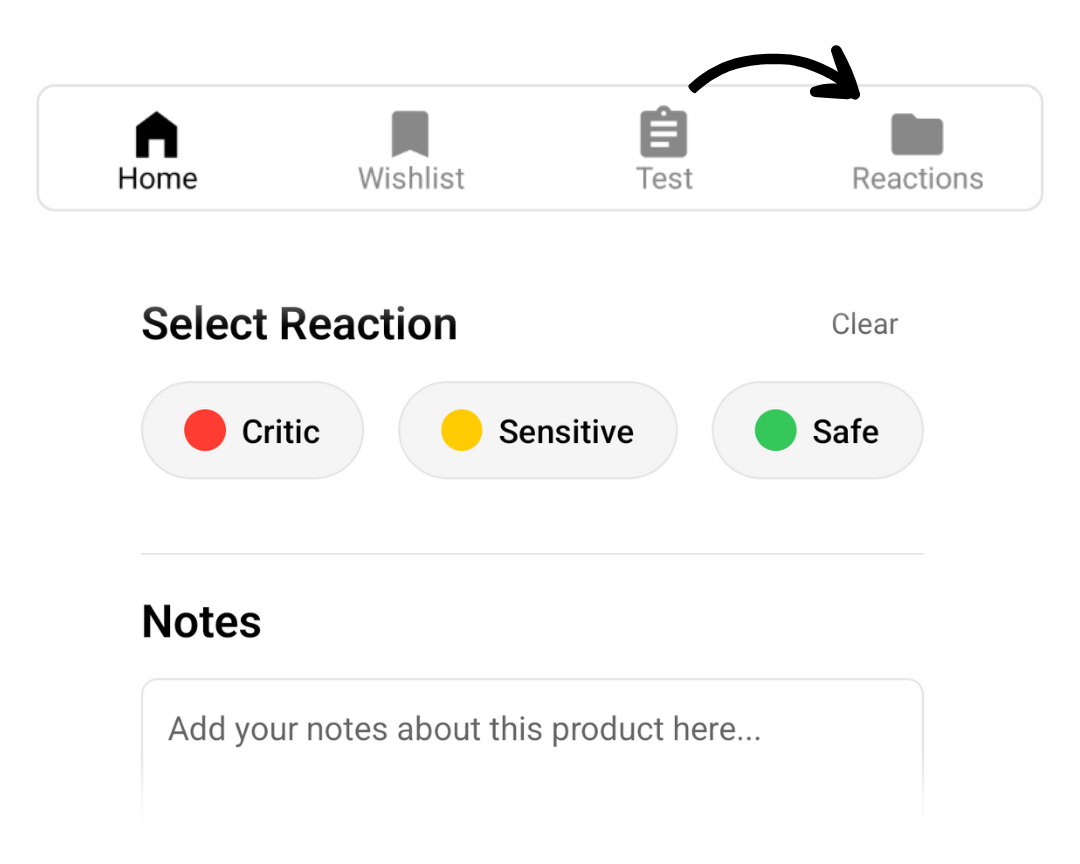 Home Wishlist Test Reactions
Select Reaction Clear
Critic Sensitive Safe
Notes
Add your notes about this product here...